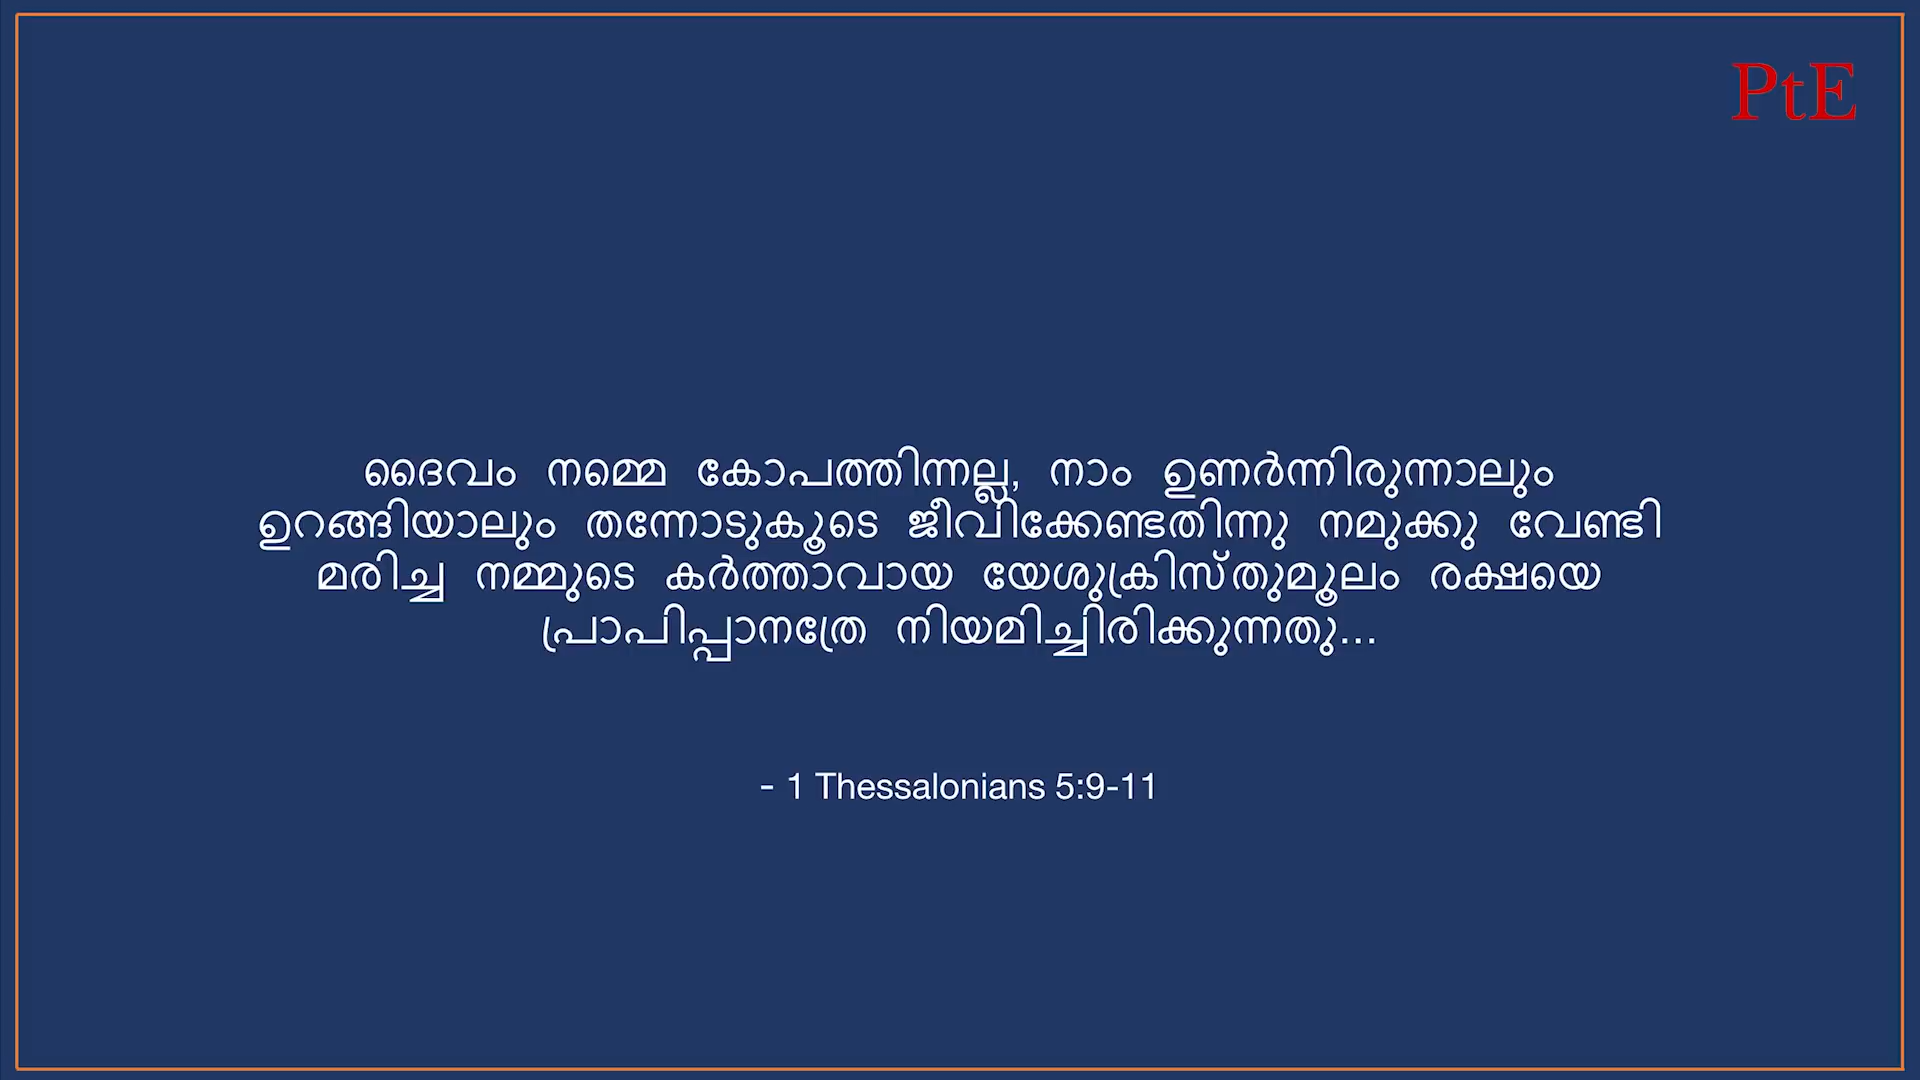 PtE
ദൈവം നമ്മെ കോപത്തിന്നല്ല, നാം ഉണർന്നിരുന്നാലും
ഉറങ്ങിയാലും തന്നോടുകൂടെ ജീവിക്കേണ്ടതിന്നു നമുക്കു വേണ്ടി
മരിച്ച നമ്മുടെ കർത്താവായ യേശുക്രിസ്തുമൂലം രക്ഷയെ
പ്രാപിപ്പാനത്രേ നിയമിച്ചിരിക്കുന്നതു...
- 1 Thessalonians 5:9-11